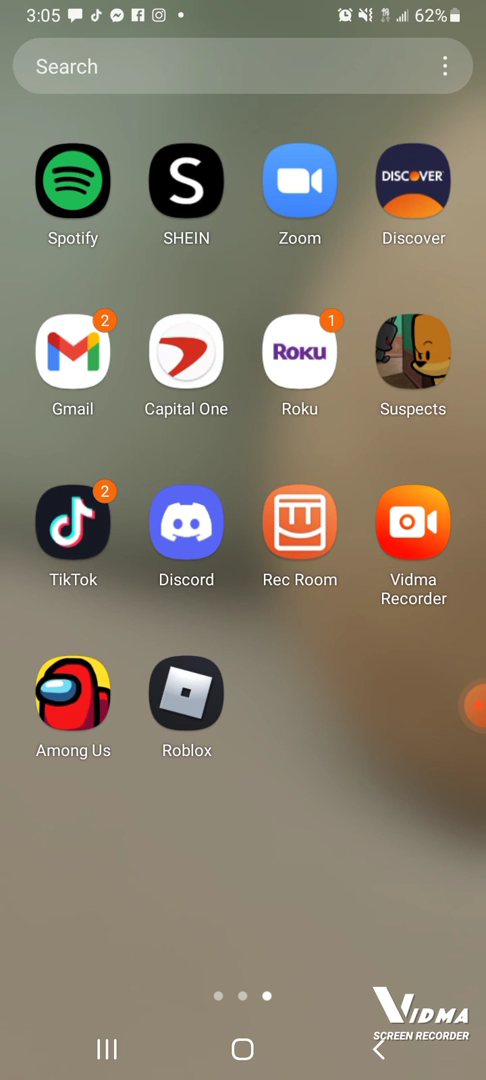 3:05
62%
Search
DISCOVER
Spotify
SHEIN
Zoom
Discover
2
1
Roku
Gmail
Capital One
Roku
Suspects
2
TikTok
Discord
Rec Room
Vidma
Recorder
Among Us
Roblox
VIDMA
SCREEN RECORDER